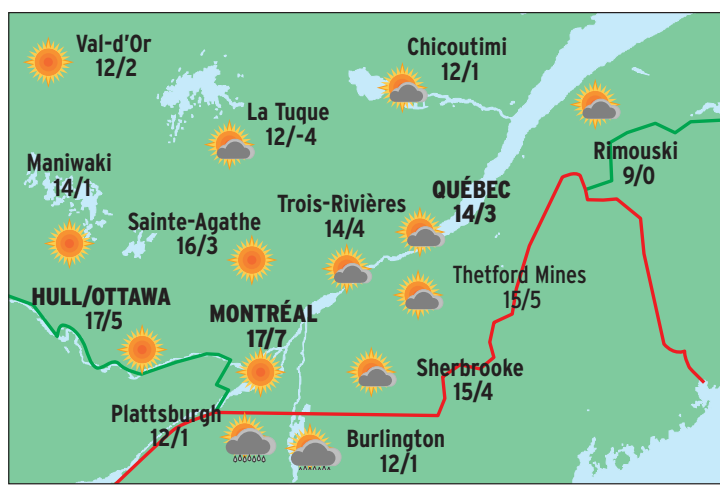 Val-d'Or
12/2
Chicoutimi
12/1
La Tuque
12/-4
Rimouski
9/0
Maniwaki
14/1
QUÉBEC
14/3
Trois-Rivières
14/4
Sainte-Agathe
16/3
Thetford Mines
15/5
HULL/OTTAWA
17/5
MONTRÉAL
17/7
Sherbrooke
15/4
Plattsburgh
12/1
Burlington
12/1